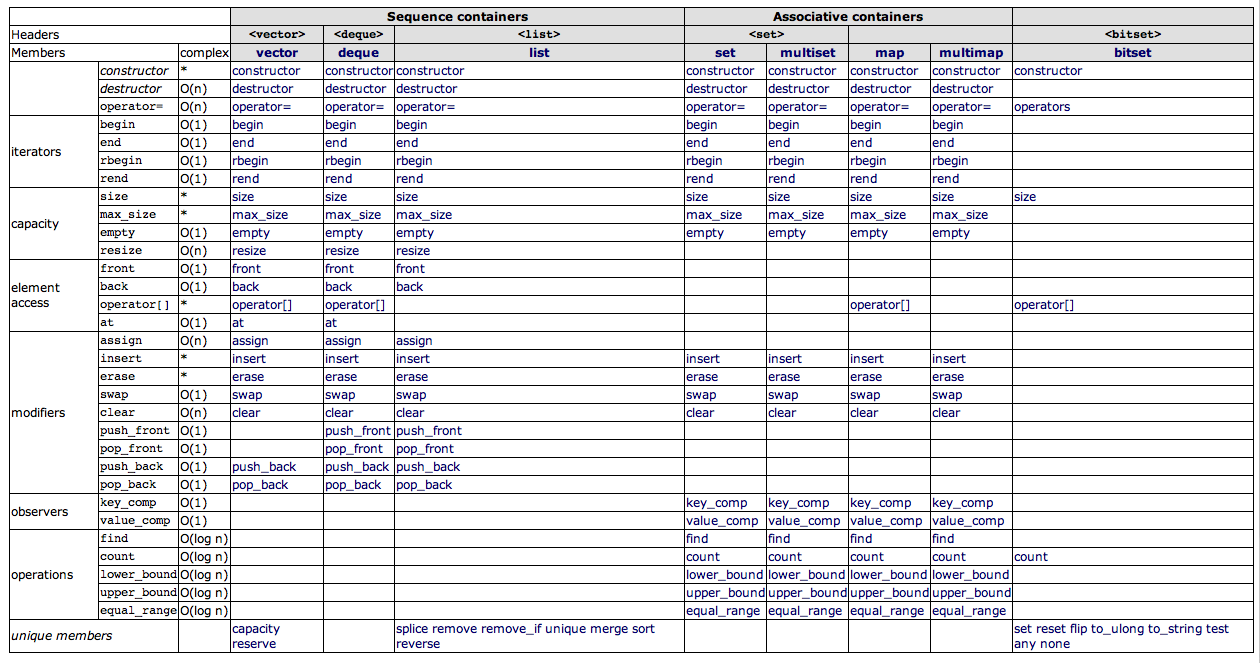 Sequence containers Associative containers
Headers <vector> <deque> <list> <set> <bitset>
Members complex vector deque list set multiset map multimap bitset
constructor * constructor constructor constructor constructor constructor constructor constructor constructor
destructor O(n) destructor destructor destructor destructor destructor destructor destructor
operator= O(n) operator= operator= operator= operator= operator= operator= operator= operators
iterators
begin O(1) begin begin begin begin begin begin begin
end O(1) end end end end end end end
rbegin O(1) rbegin rbegin rbegin rbegin rbegin rbegin rbegin
rend O(1) rend rend rend rend rend rend rend
capacity
size * size size size size size size size size
max_size * max_size max_size max_size max_size max_size max_size max_size
empty O(1) empty empty empty empty empty empty empty
resize O(n) resize resize resize
element
access
front O(1) front front front
back O(1) back back back
operator[] * operator[] operator[] operator[] operator[]
at O(1) at at
modifiers
assign O(n) assign assign assign
insert * insert insert insert insert insert insert insert
erase * erase erase erase erase erase erase erase
swap O(1) swap swap swap swap swap swap swap
clear O(n) clear clear clear clear clear clear clear
push_front O(1) push_front push_front
pop_front O(1) pop_front pop_front
push_back O(1) push_back push_back push_back
pop_back O(1) pop_back pop_back pop_back
observers
key_comp O(1) key_comp key_comp key_comp key_comp
value_comp O(1) value_comp value_comp value_comp value_comp
operations
find O(log n) find find find find
count O(log n) count count count count count
lower_bound O(log n) lower_bound lower_bound lower_bound lower_bound
upper_bound O(log n) upper_bound upper_bound upper_bound upper_bound
equal_range O(log n) equal_range equal_range equal_range equal_range
unique members
capacity
reserve
splice remove remove_if unique merge sort
reverse
set reset flip to_ulong to_string test
any none